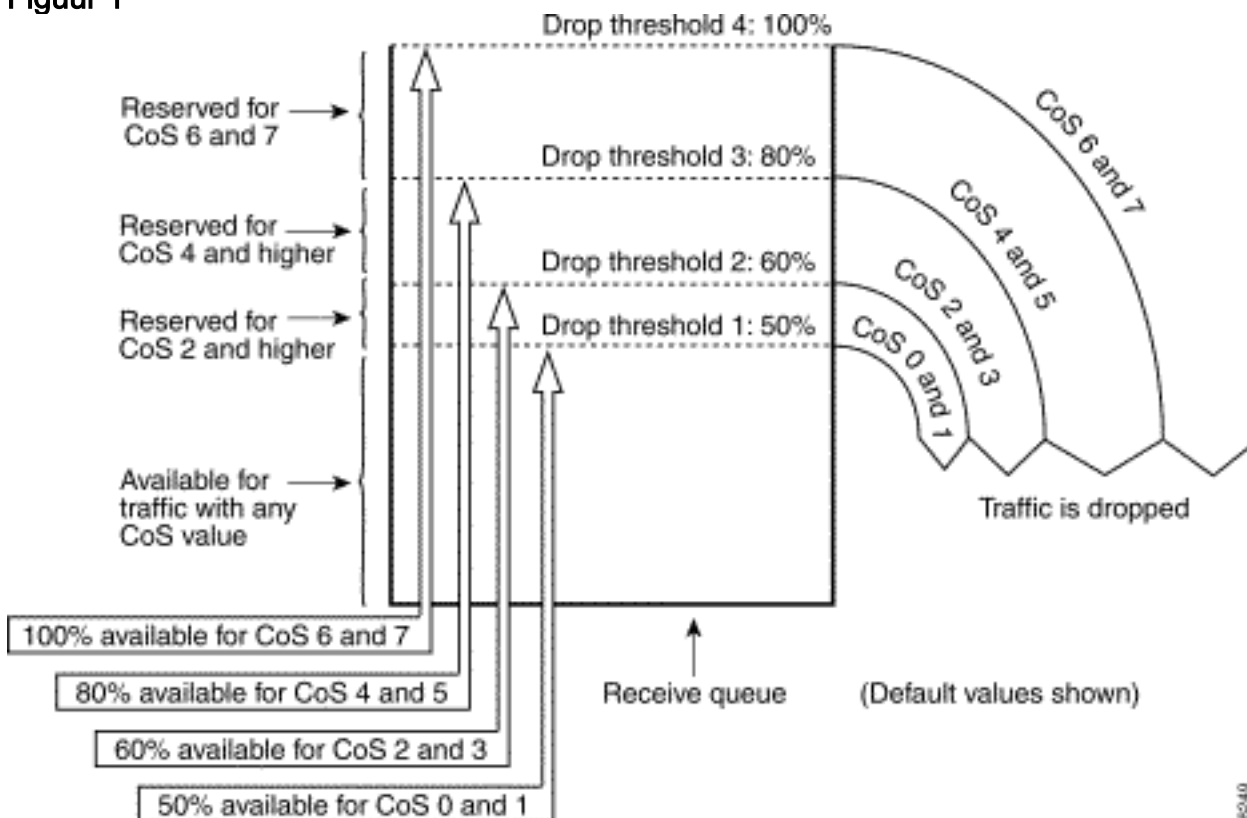 Figuur 1
Drop threshold 4: 100%
Reserved for
CoS 6 and 7
Drop threshold 3: 80%
Reserved for
CoS 4 and higher
Drop threshold 2: 60%
Reserved for
CoS 2 and higher
Drop threshold 1: 50%
CoS 6 and 7
CoS 4 and 5
CoS 2 and 3
CoS 0 and 1
Available for
traffic with any
CoS value
Traffic is dropped
100% available for CoS 6 and 7
80% available for CoS 4 and 5
Receive queue
(Default values shown)
60% available for CoS 2 and 3
50% available for CoS 0 and 1